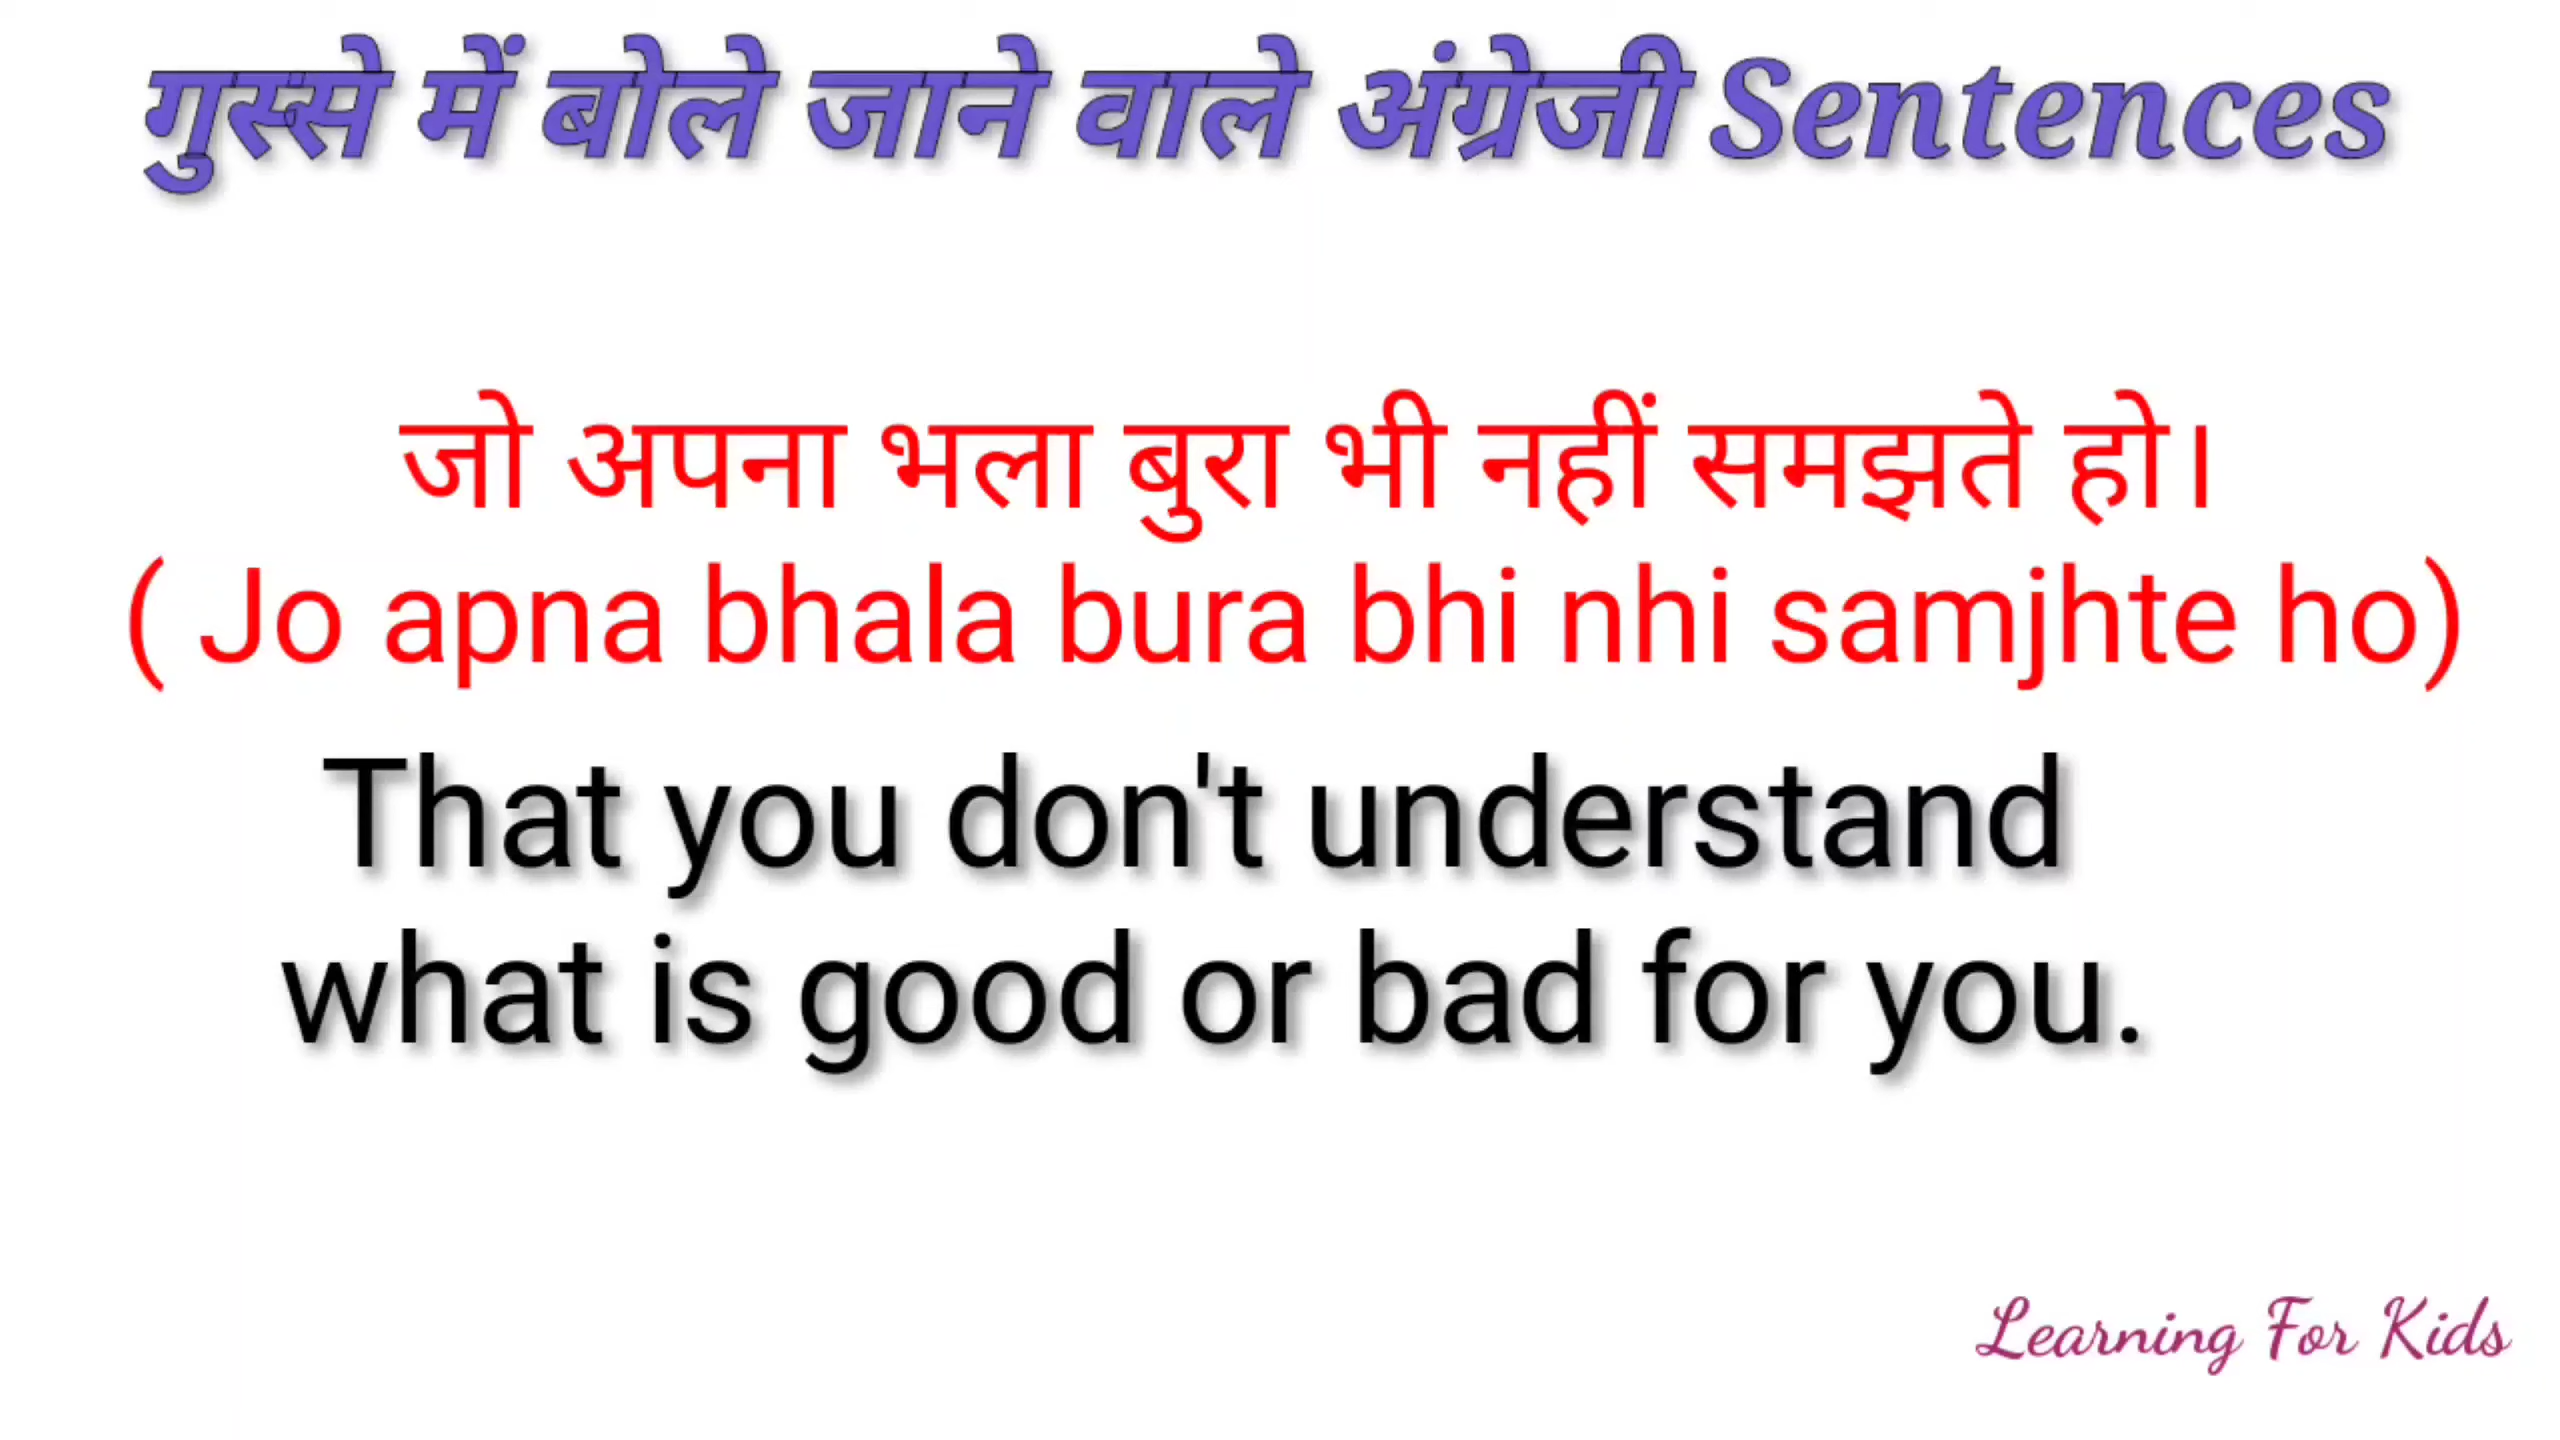 गुस्से में बोले जाने वाले अंग्रेजी Sentences
जो अपना भला बुरा भी नहीं समझते हो।
( Jo apna bhala bura bhi nhi samjhte ho)
That you don't understand
what is good or bad for you.
Learning For Kids